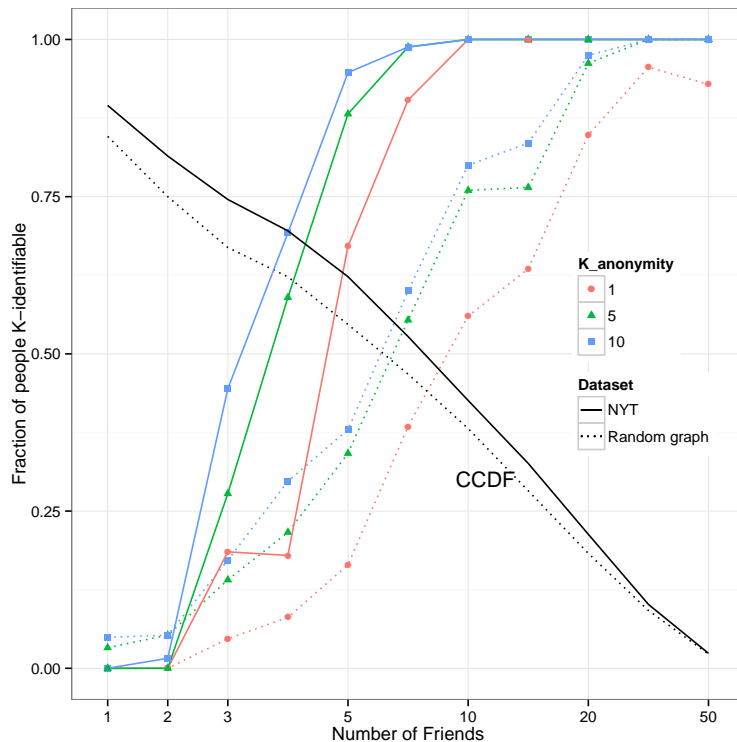 1.00
0.75
0.50
0.25
0.00
Fraction of people K−identifiable
K_anonymity
1
5
10
Dataset
NYT
Random graph
CCDF
1 2 3 5 10 20 50
Number of Friends